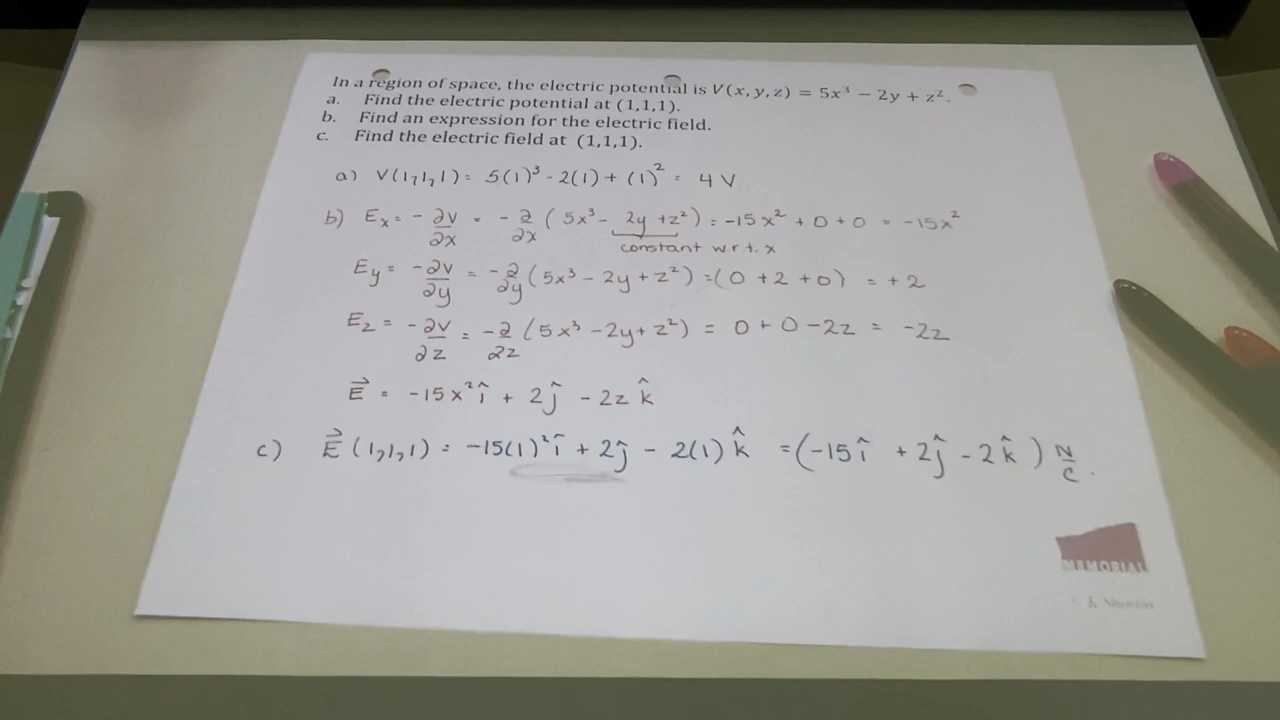 In a region of space, the electric potential is V(x, y, z) = 5x³ − 2y + z².
a. Find the electric potential at (1,1,1).
b. Find an expression for the electric field.
c. Find the electric field at (1,1,1).
a) V(1,1,1) = 5(1)³ - 2(1) + (1)² = 4 V
b) Eₓ = - ∂V/∂x = - ∂/∂x (5x³ - 2y + z²) = -15x² + 0 + 0 = -15x²
constant w r t. x
Ey = -∂V/∂y = -∂/∂y (5x³ - 2y + z²) = (0 + 2 + 0) = + 2
Ez = -∂V/∂z = -∂/∂z (5x³ - 2y + z²) = 0 + 0 - 2z = -2z
E⃗ = -15x² î + 2ĵ - 2z k̂
c) E⃗ (1,1,1) = -15(1)² î + 2ĵ - 2(1) k̂ = (-15 î + 2ĵ - 2k̂) N/C.
MEMORIAL